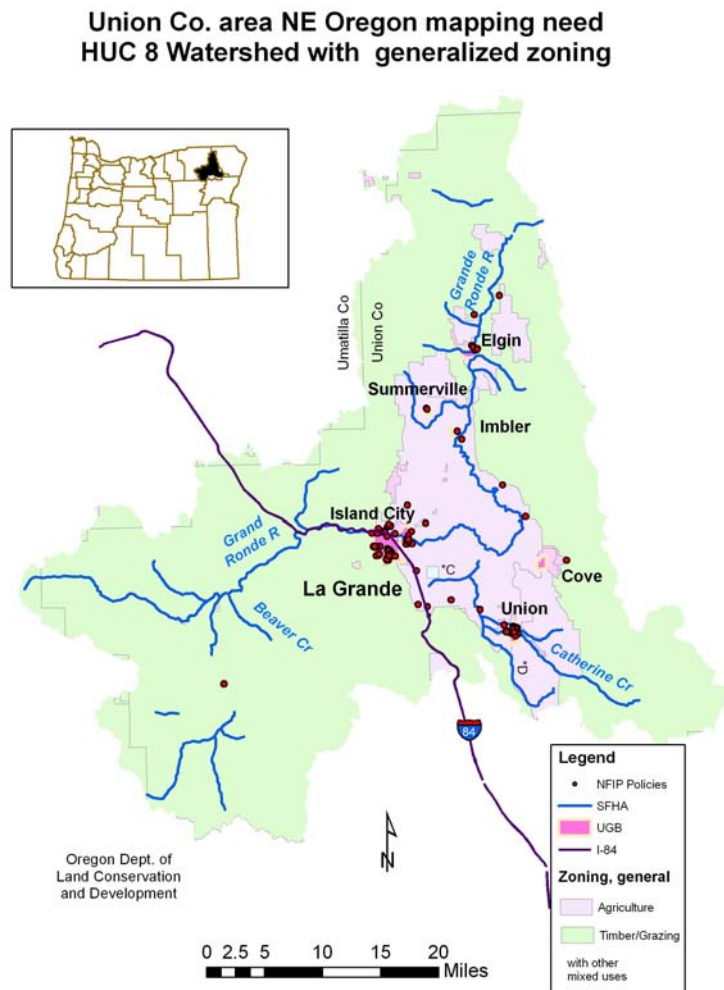 Union Co. area NE Oregon mapping need
HUC 8 Watershed with generalized zoning
Grande
Ronde R
Umatilla Co
Union Co
Elgin
Summerville
Imbler
Island City
Grand
Ronde R
°C
La Grande
Cove
Beaver Cr
Union
Catherine Cr
84
Oregon Dept. of
Land Conservation
and Development
N
0 2.5 5 10 15 20
Miles
Legend
NFIP Policies
SFHA
UGB
I-84
Zoning, general
Agriculture
Timber/Grazing
with other
mixed uses